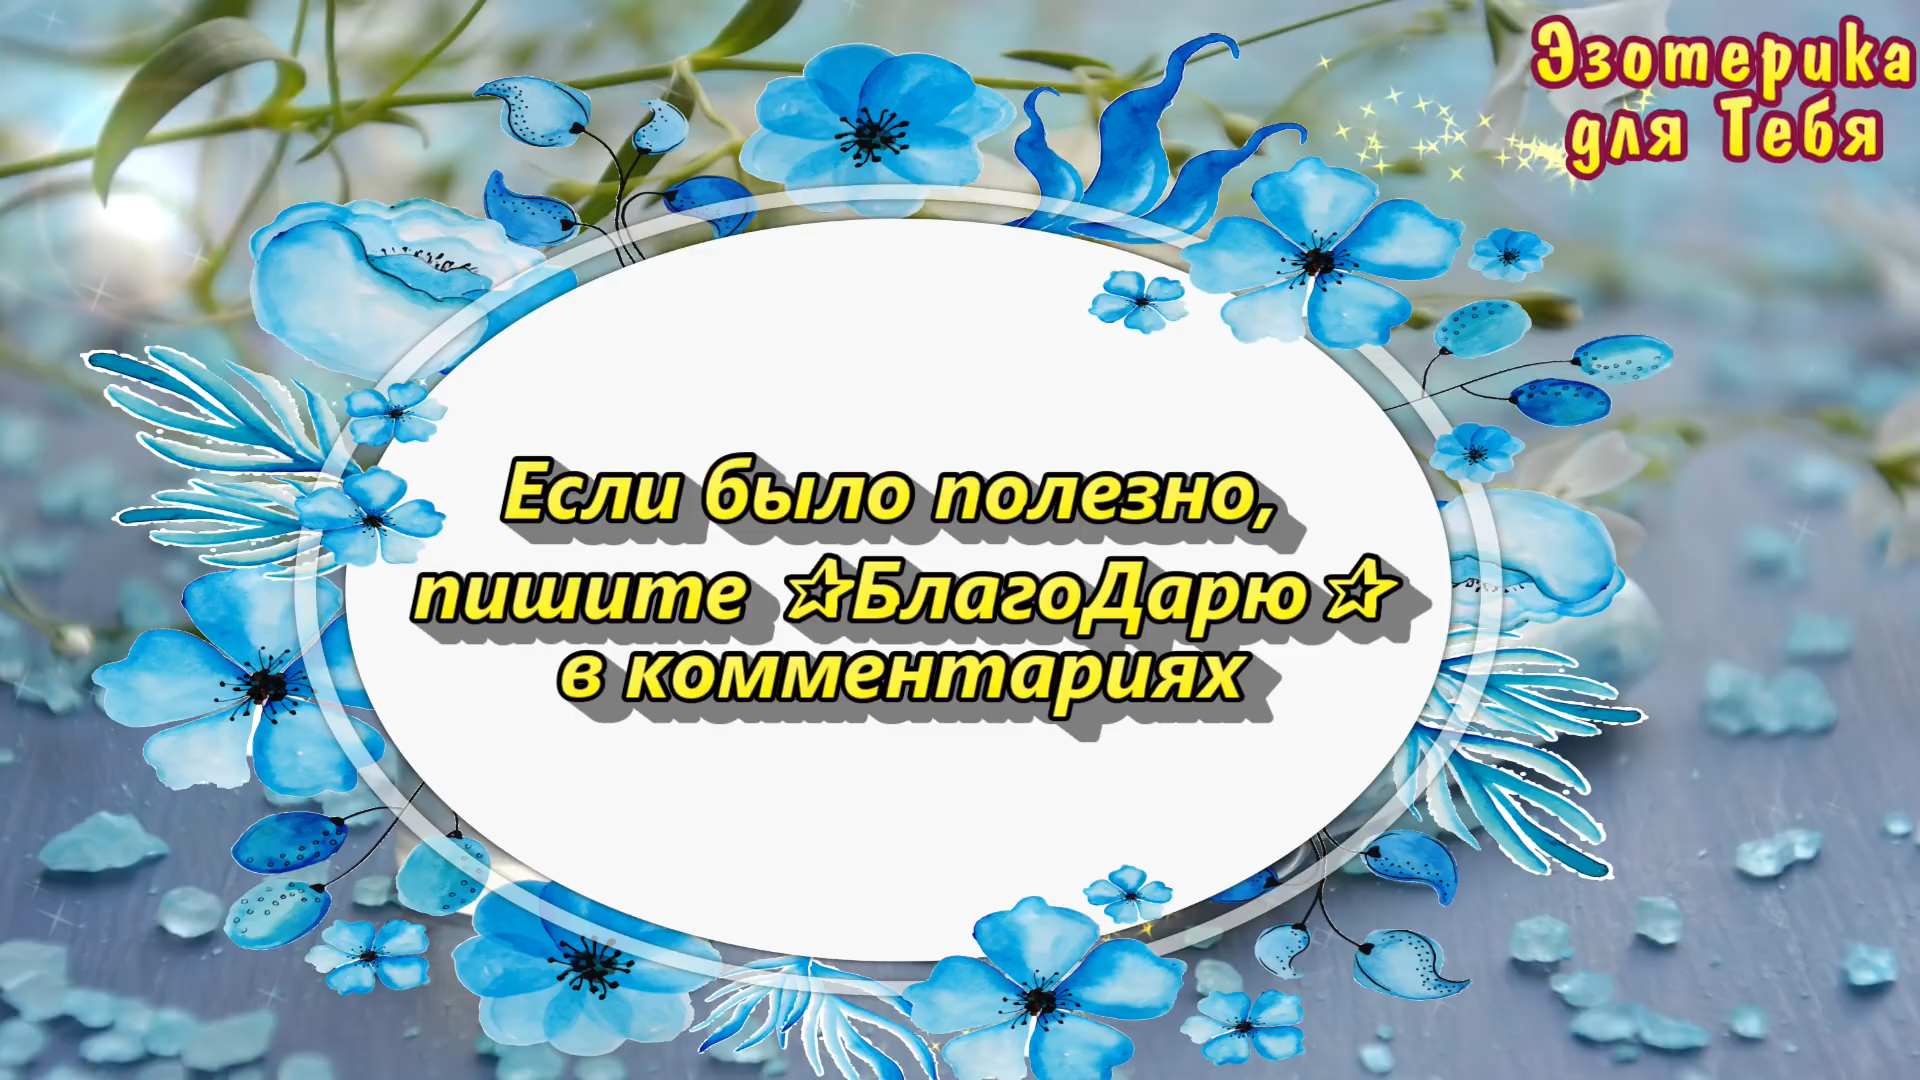 Эзотерика
для Тебя
Если было полезно,
пишите ☆БлагоДарю☆
в комментариях